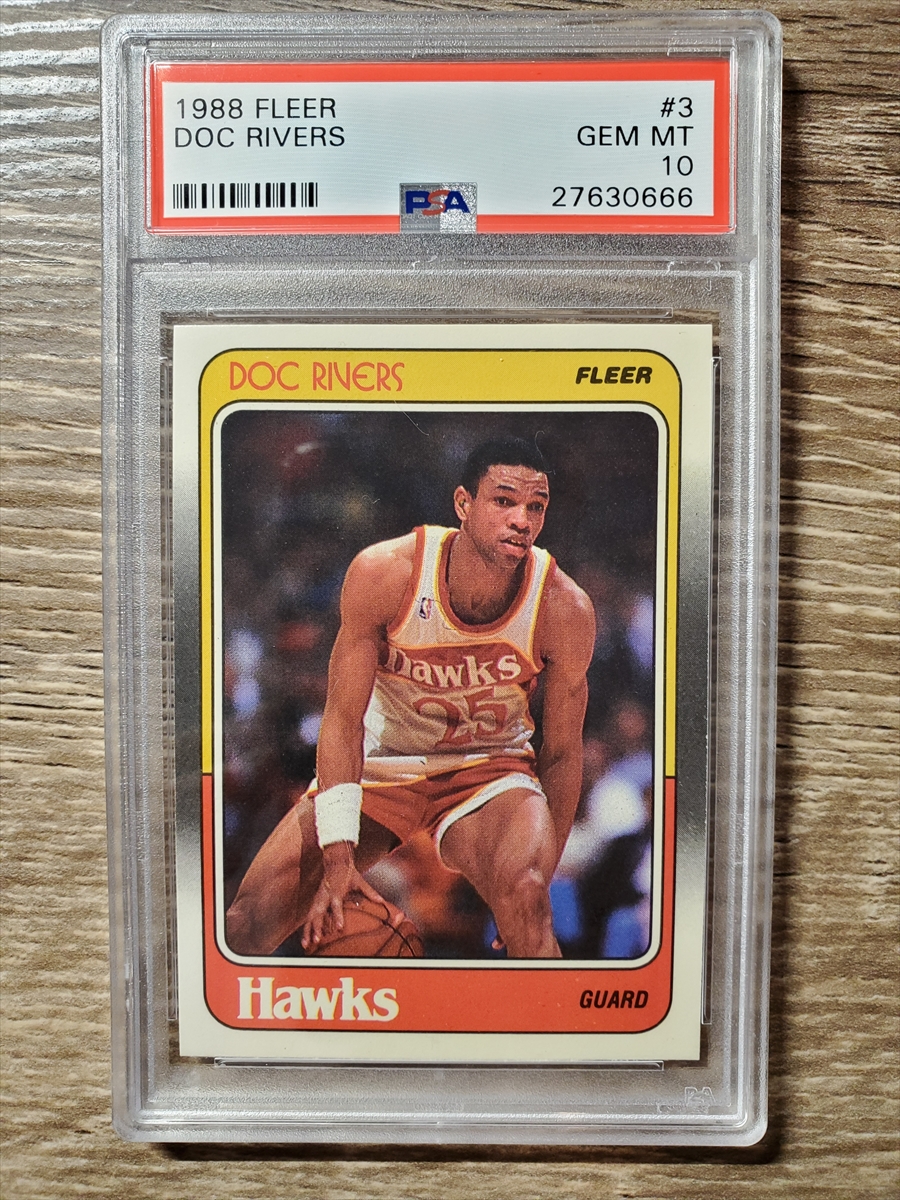 1988 FLEER #3
DOC RIVERS GEM MT
10
PSA 27630666
DOC RIVERS FLEER
Hawks
25
Hawks GUARD